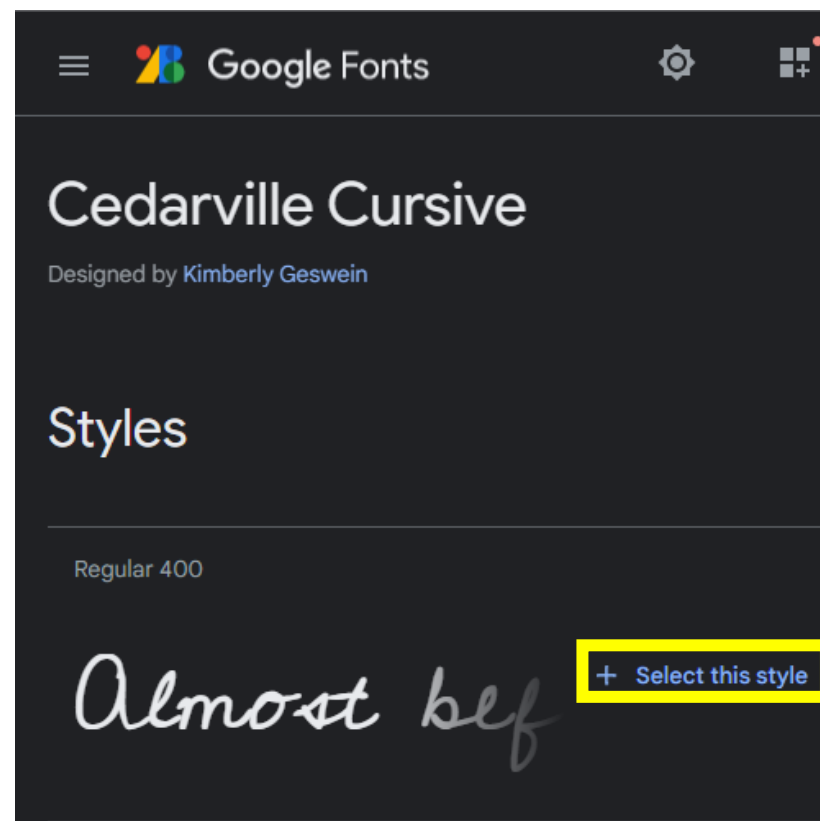 Google Fonts
Cedarville Cursive
Designed by Kimberly Geswein
Styles
Regular 400
Almost bef
+ Select this style